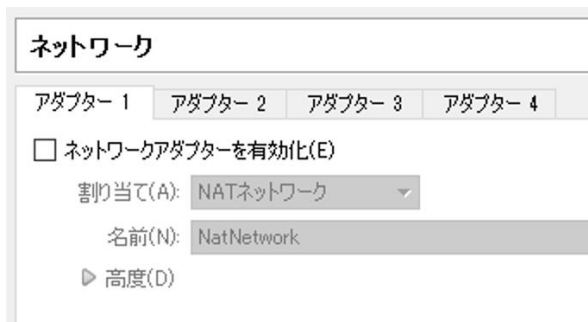 ネットワーク
アダプター 1 アダプター 2 アダプター 3 アダプター 4
ネットワークアダプターを有効化(E)
割り当て(A): NATネットワーク
名前(N): NatNetwork
高度(D)